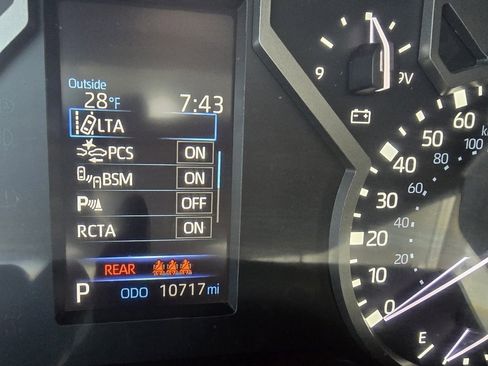 Outside
28°F 7:43
LTA
PCS ON
BSM ON
P OFF
RCTA ON
REAR
P ODO 10717 mi
9 9V
60
50
40
30
20
10
0
100
80
60
40
20
E